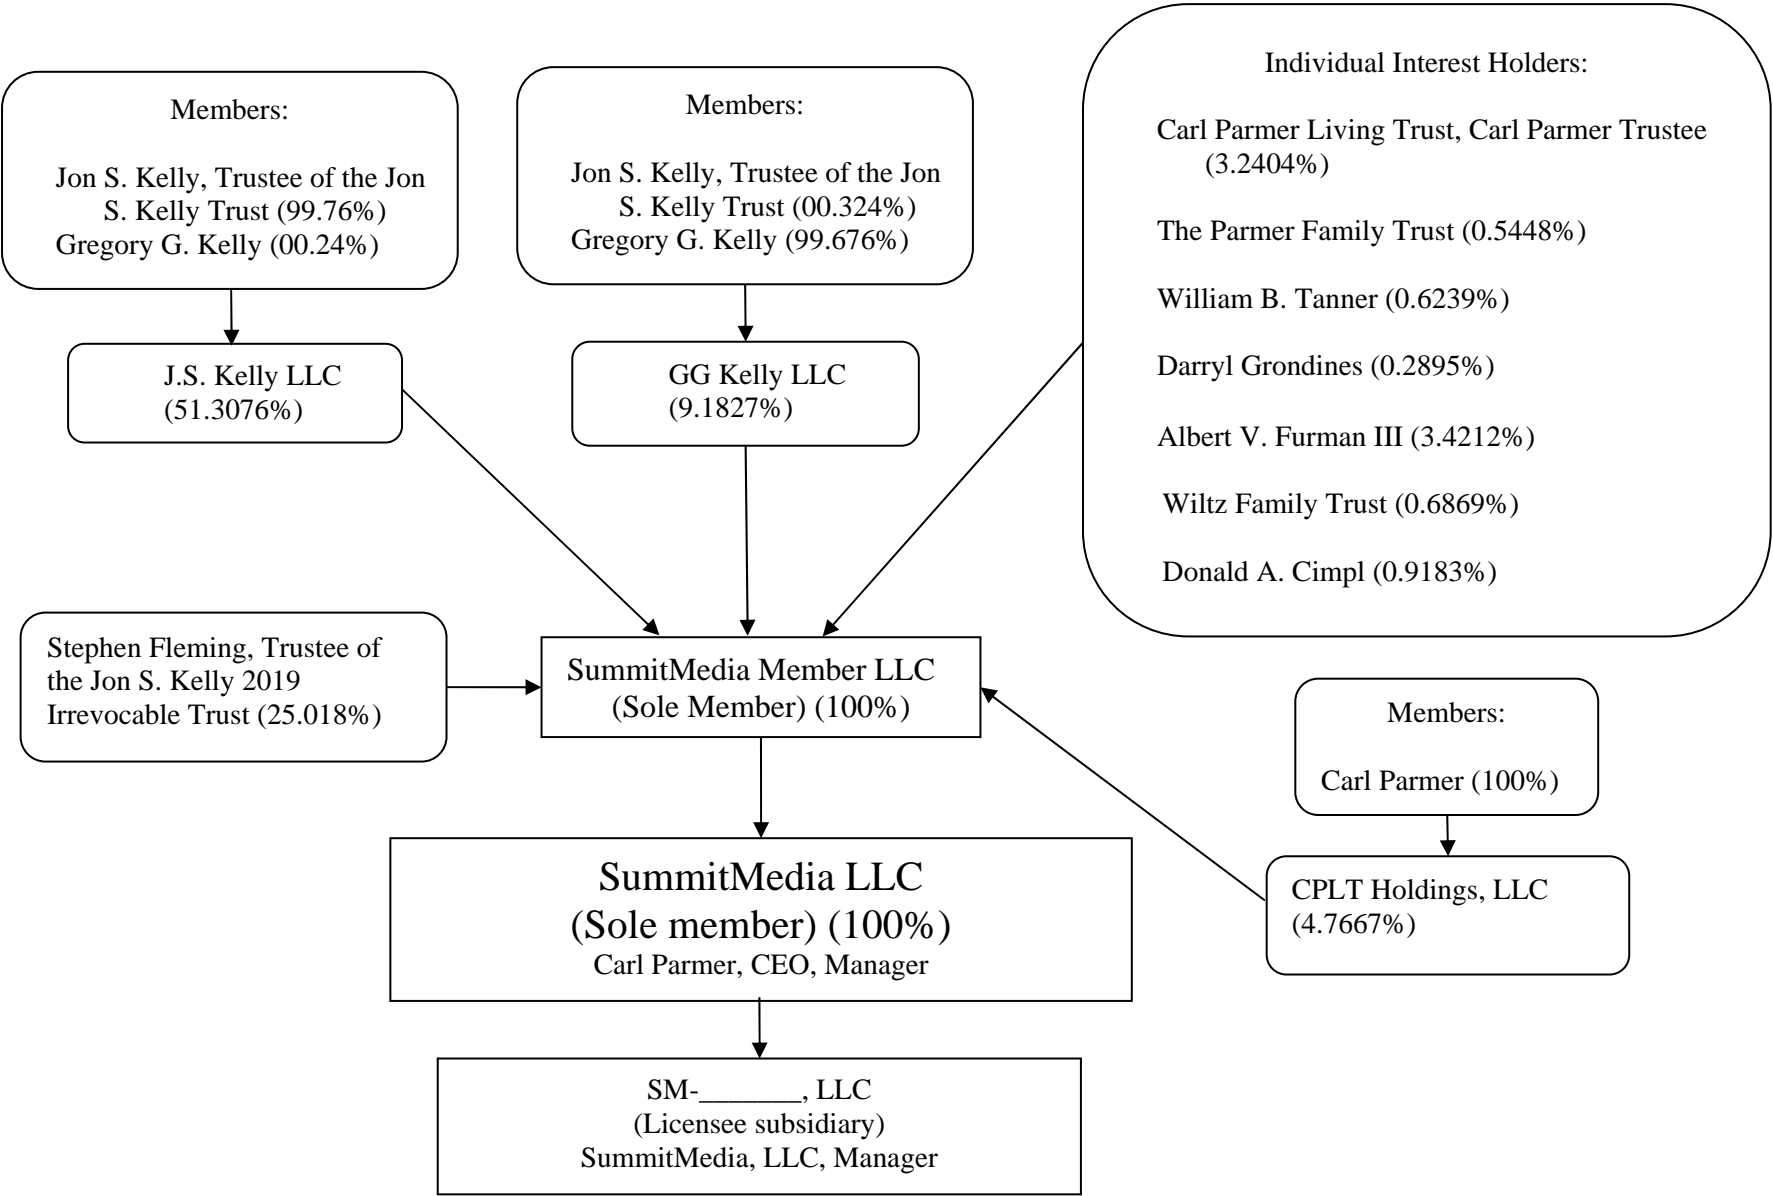 Members:
Jon S. Kelly, Trustee of the Jon
S. Kelly Trust (99.76%)
Gregory G. Kelly (00.24%)
Members:
Jon S. Kelly, Trustee of the Jon
S. Kelly Trust (00.324%)
Gregory G. Kelly (99.676%)
Individual Interest Holders:
Carl Parmer Living Trust, Carl Parmer Trustee
(3.2404%)
The Parmer Family Trust (0.5448%)
William B. Tanner (0.6239%)
Darryl Grondines (0.2895%)
Albert V. Furman III (3.4212%)
Wiltz Family Trust (0.6869%)
Donald A. Cimpl (0.9183%)
J.S. Kelly LLC
(51.3076%)
GG Kelly LLC
(9.1827%)
Stephen Fleming, Trustee of
the Jon S. Kelly 2019
Irrevocable Trust (25.018%)
SummitMedia Member LLC
(Sole Member) (100%)
Members:
Carl Parmer (100%)
CPLT Holdings, LLC
(4.7667%)
SummitMedia LLC
(Sole member) (100%)
Carl Parmer, CEO, Manager
SM-_______, LLC
(Licensee subsidiary)
SummitMedia, LLC, Manager